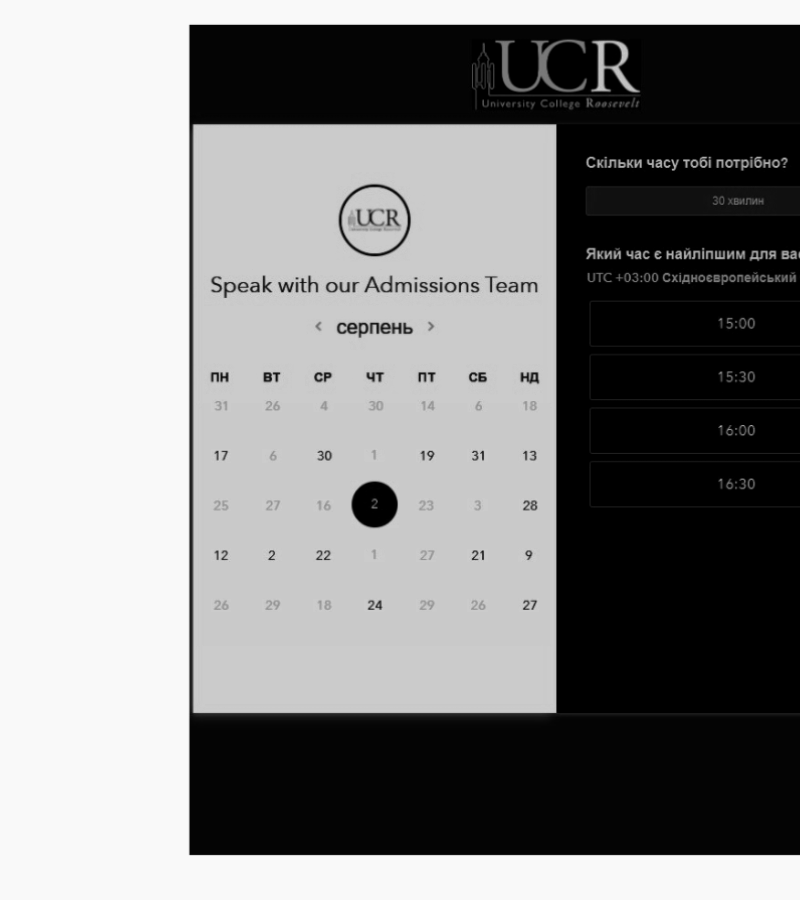 UCR
University College Roosevelt
UCR
Speak with our Admissions Team
< серпень >
ПН ВТ СР ЧТ ПТ СБ НД
31 26 4 30 14 6 18
17 6 30 1 19 31 13
25 27 16 2 23 3 28
12 2 22 1 27 21 9
26 29 18 24 29 26 27
Скільки часу тобі потрібно?
30 хвилин
Який час є найліпшим для вас
UTC +03:00 Східноєвропейський
15:00
15:30
16:00
16:30